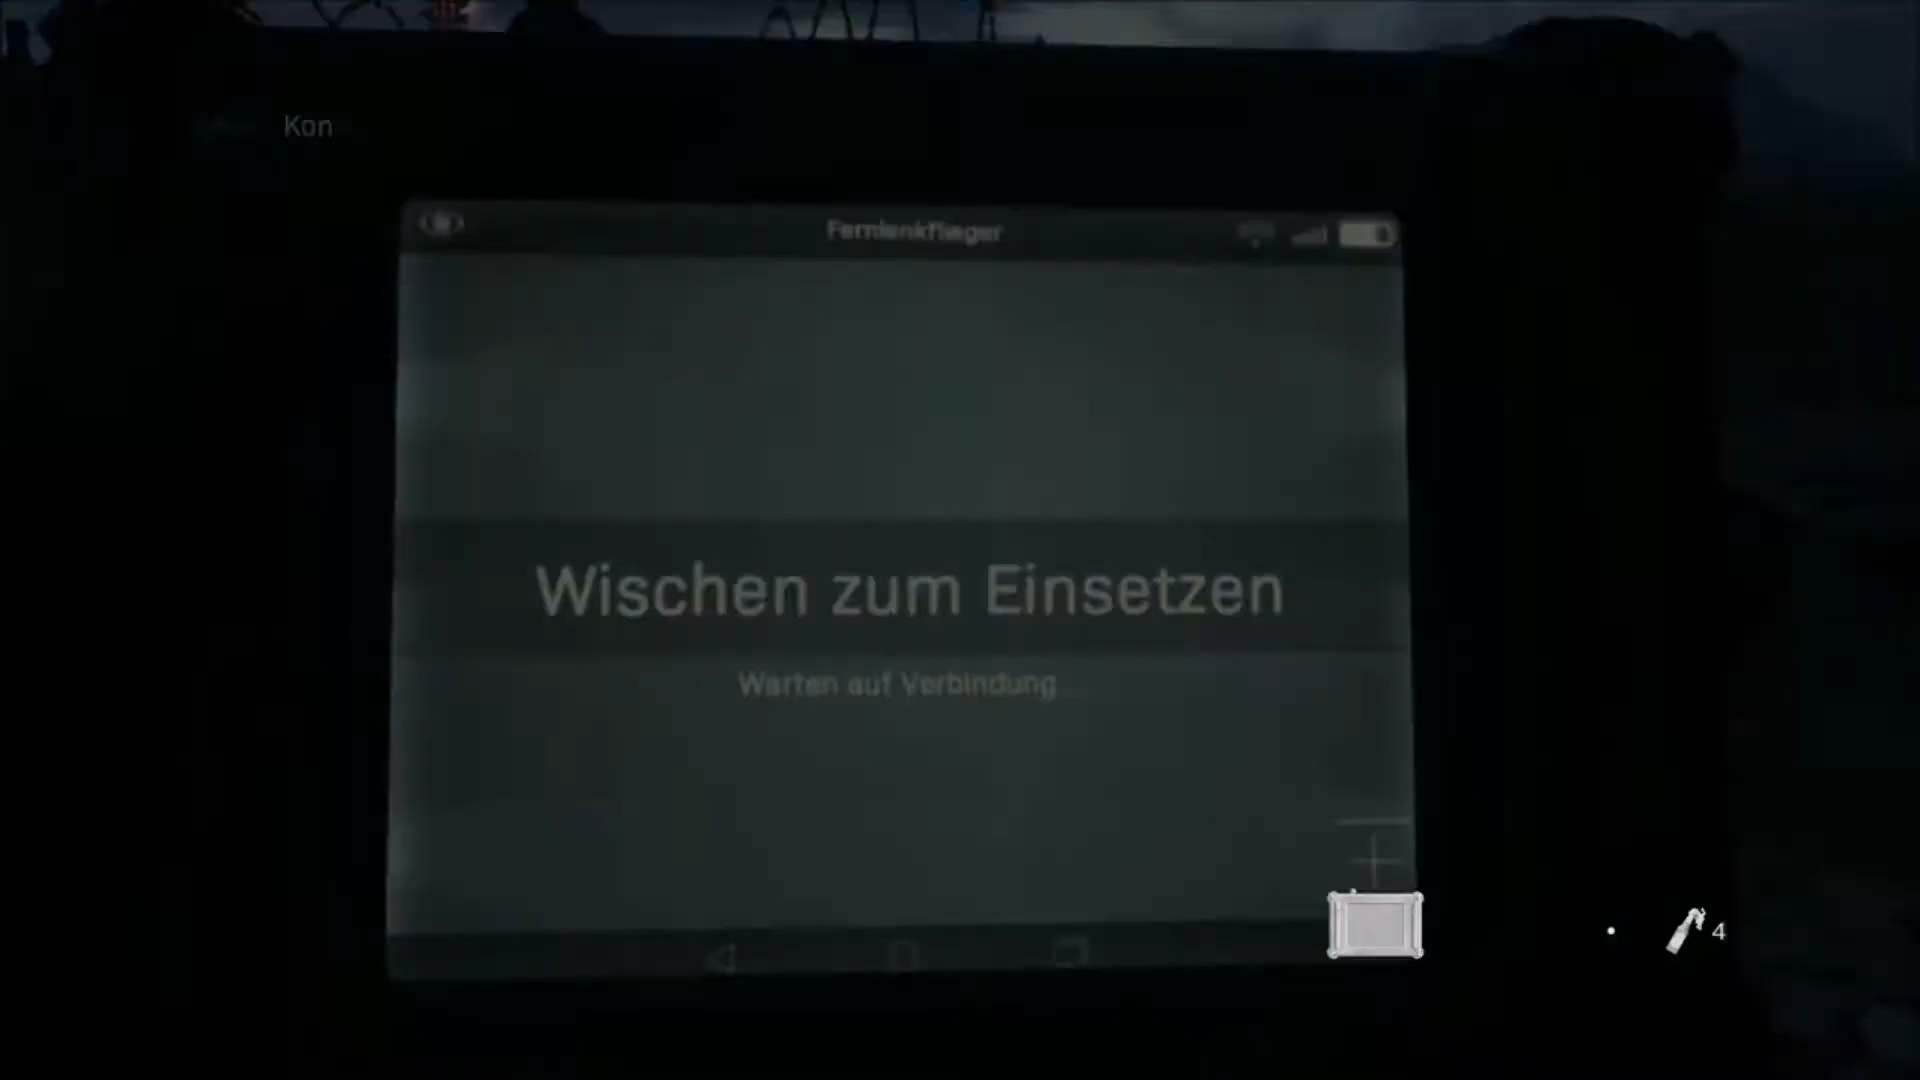 Kon
Fernlenkflieger
Wischen zum Einsetzen
Warten auf Verbindung
4